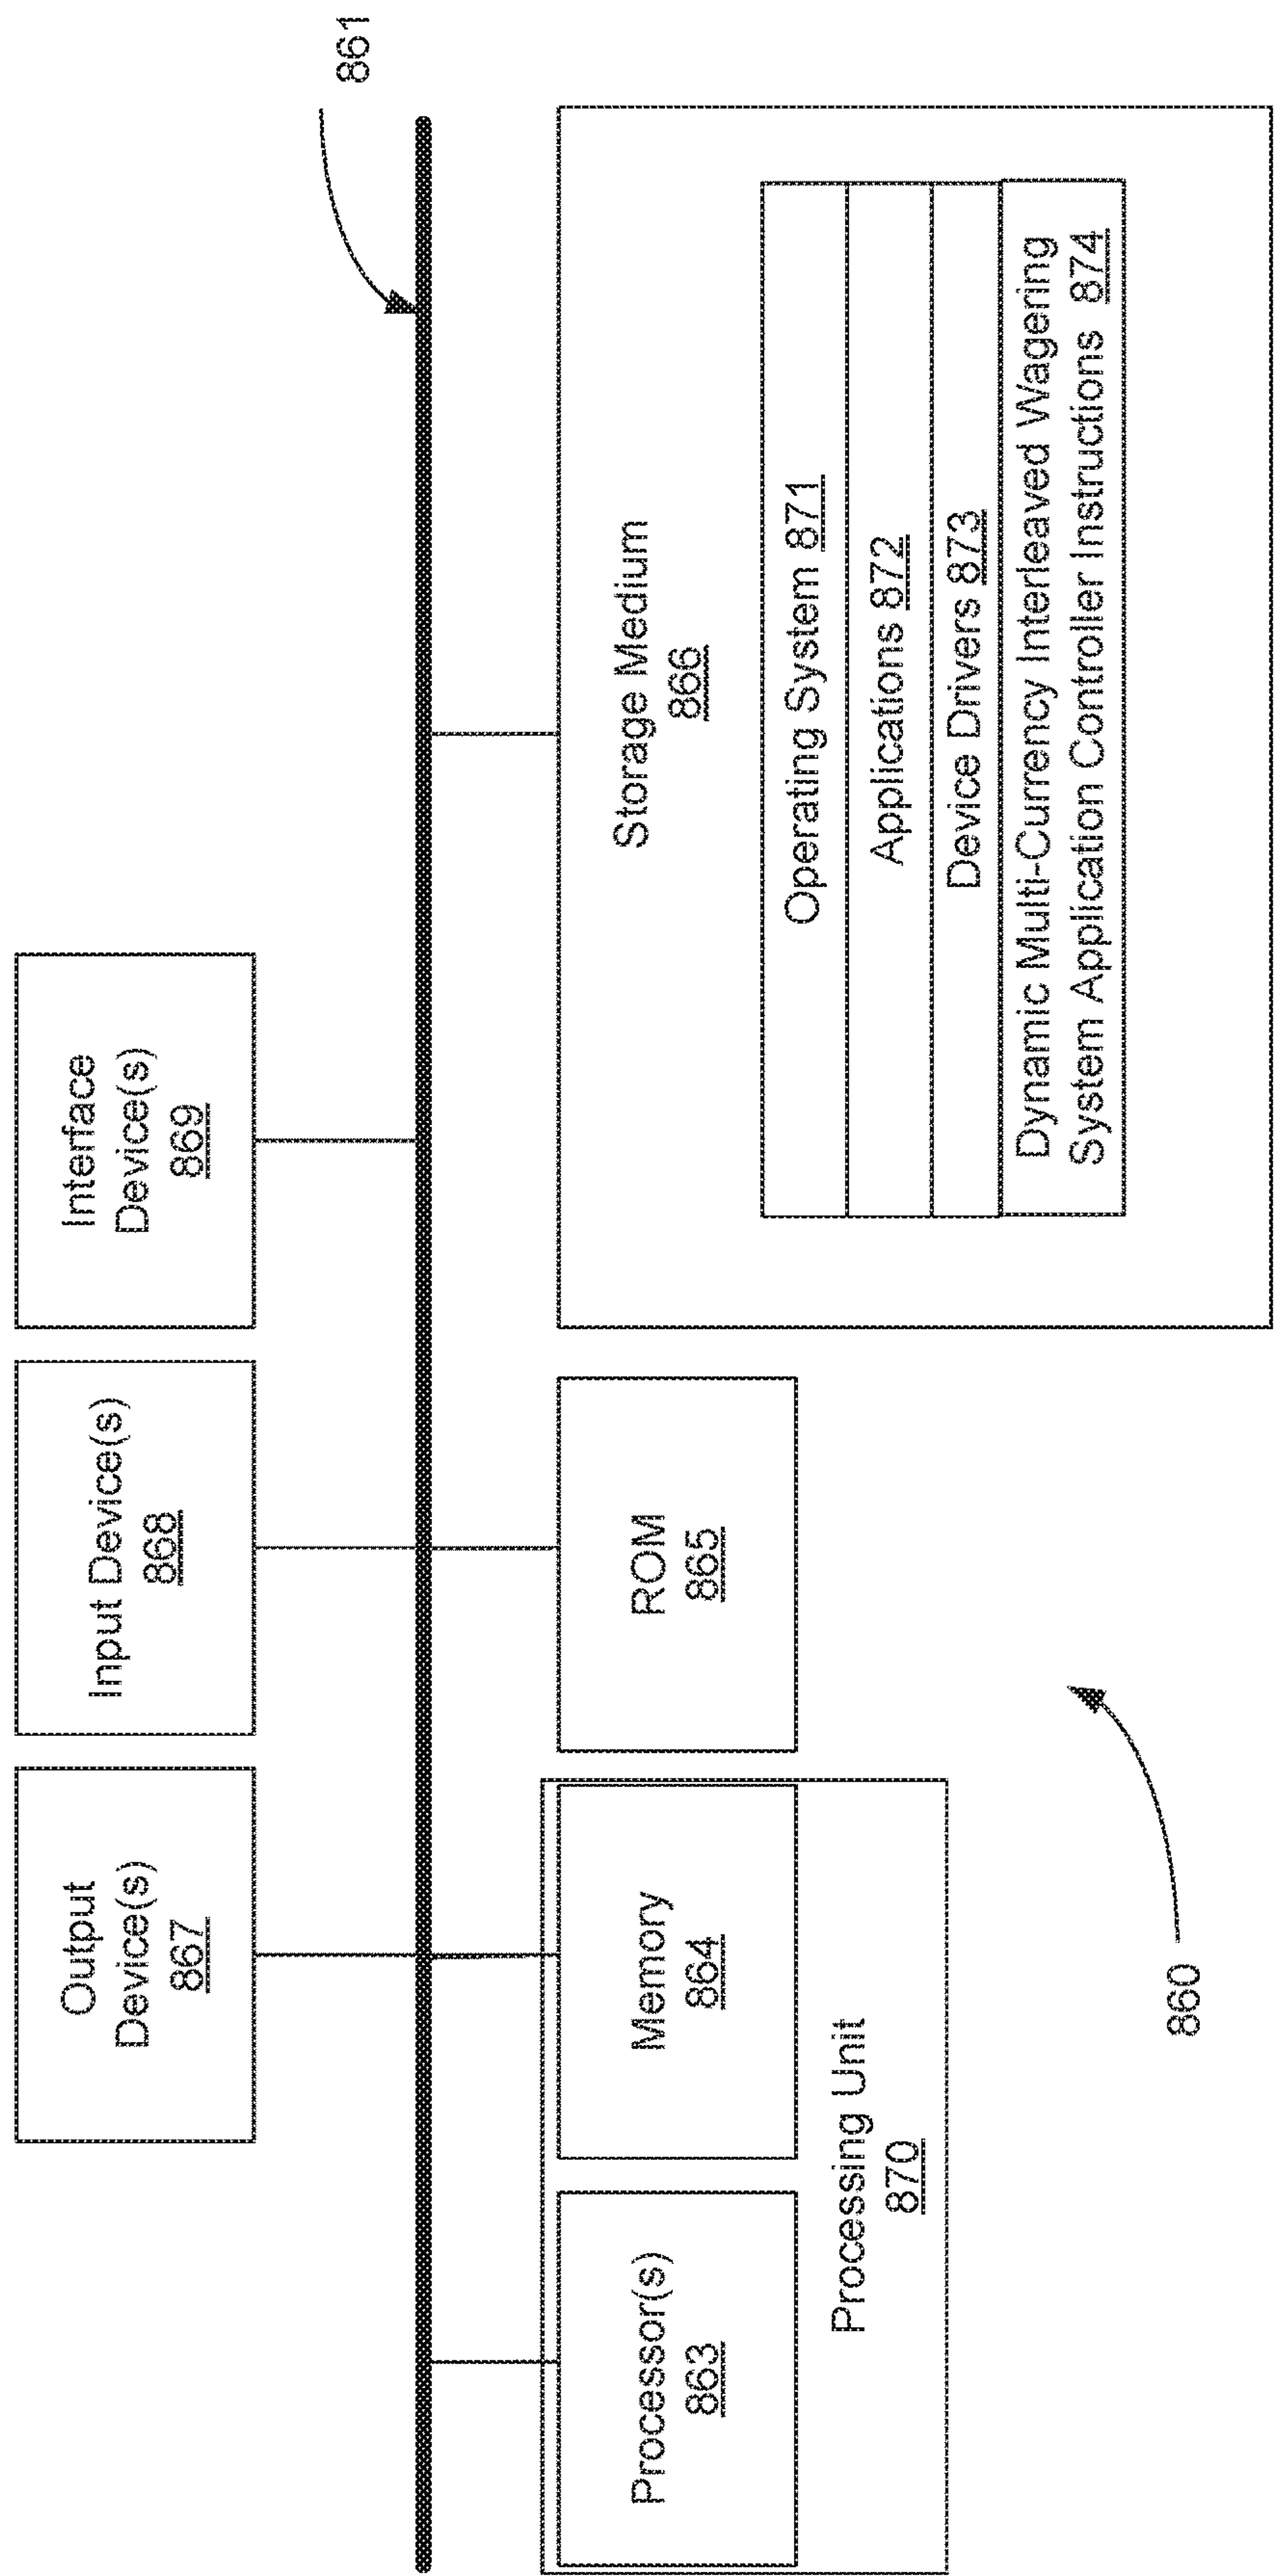 861
Output
Device(s)
867
Input Device(s)
868
Interface
Device(s)
869
Processor(s)
863
Memory
864
Processing Unit
870
ROM
865
Storage Medium
866
Operating System 871
Applications 872
Device Drivers 873
Dynamic Multi-Currency Interleaved Wagering
System Application Controller Instructions 874
860